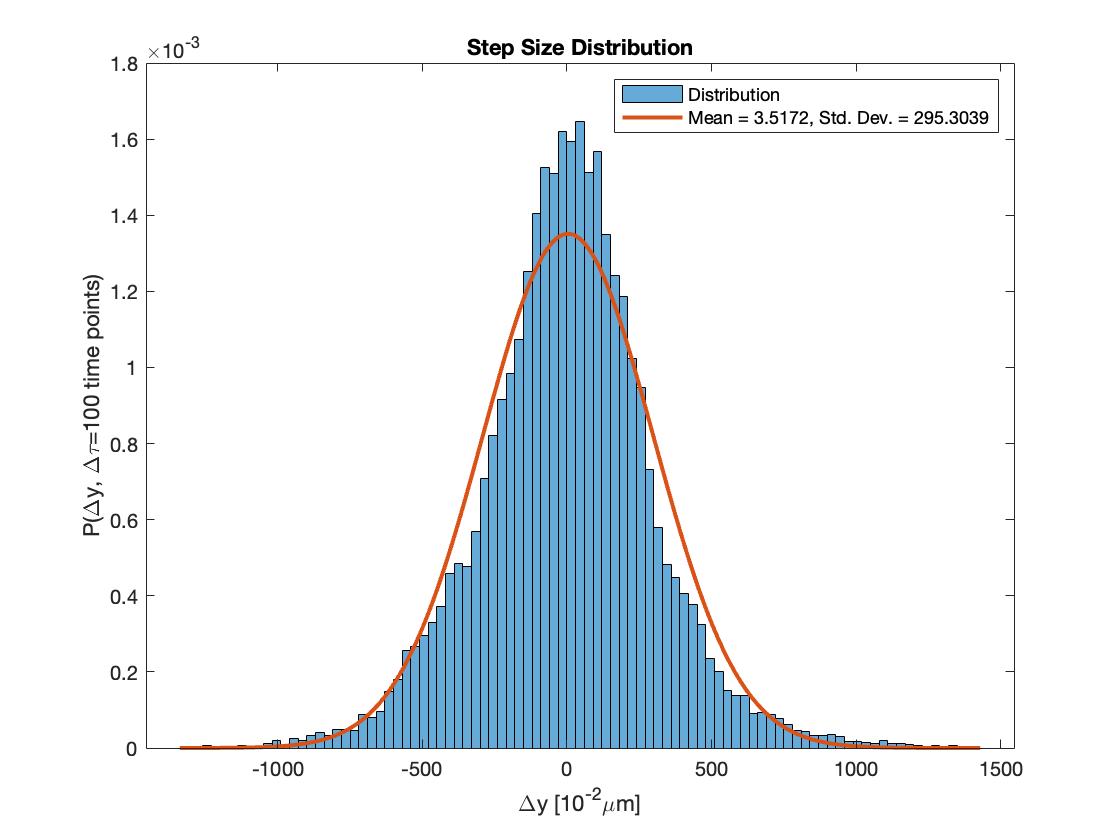 Step Size Distribution
×10⁻³
1.8
1.6
1.4
1.2
1
0.8
0.6
0.4
0.2
0
P(Δy, Δτ=100 time points)
Distribution
Mean = 3.5172, Std. Dev. = 295.3039
-1000 -500 0 500 1000 1500
Δy [10⁻²μm]